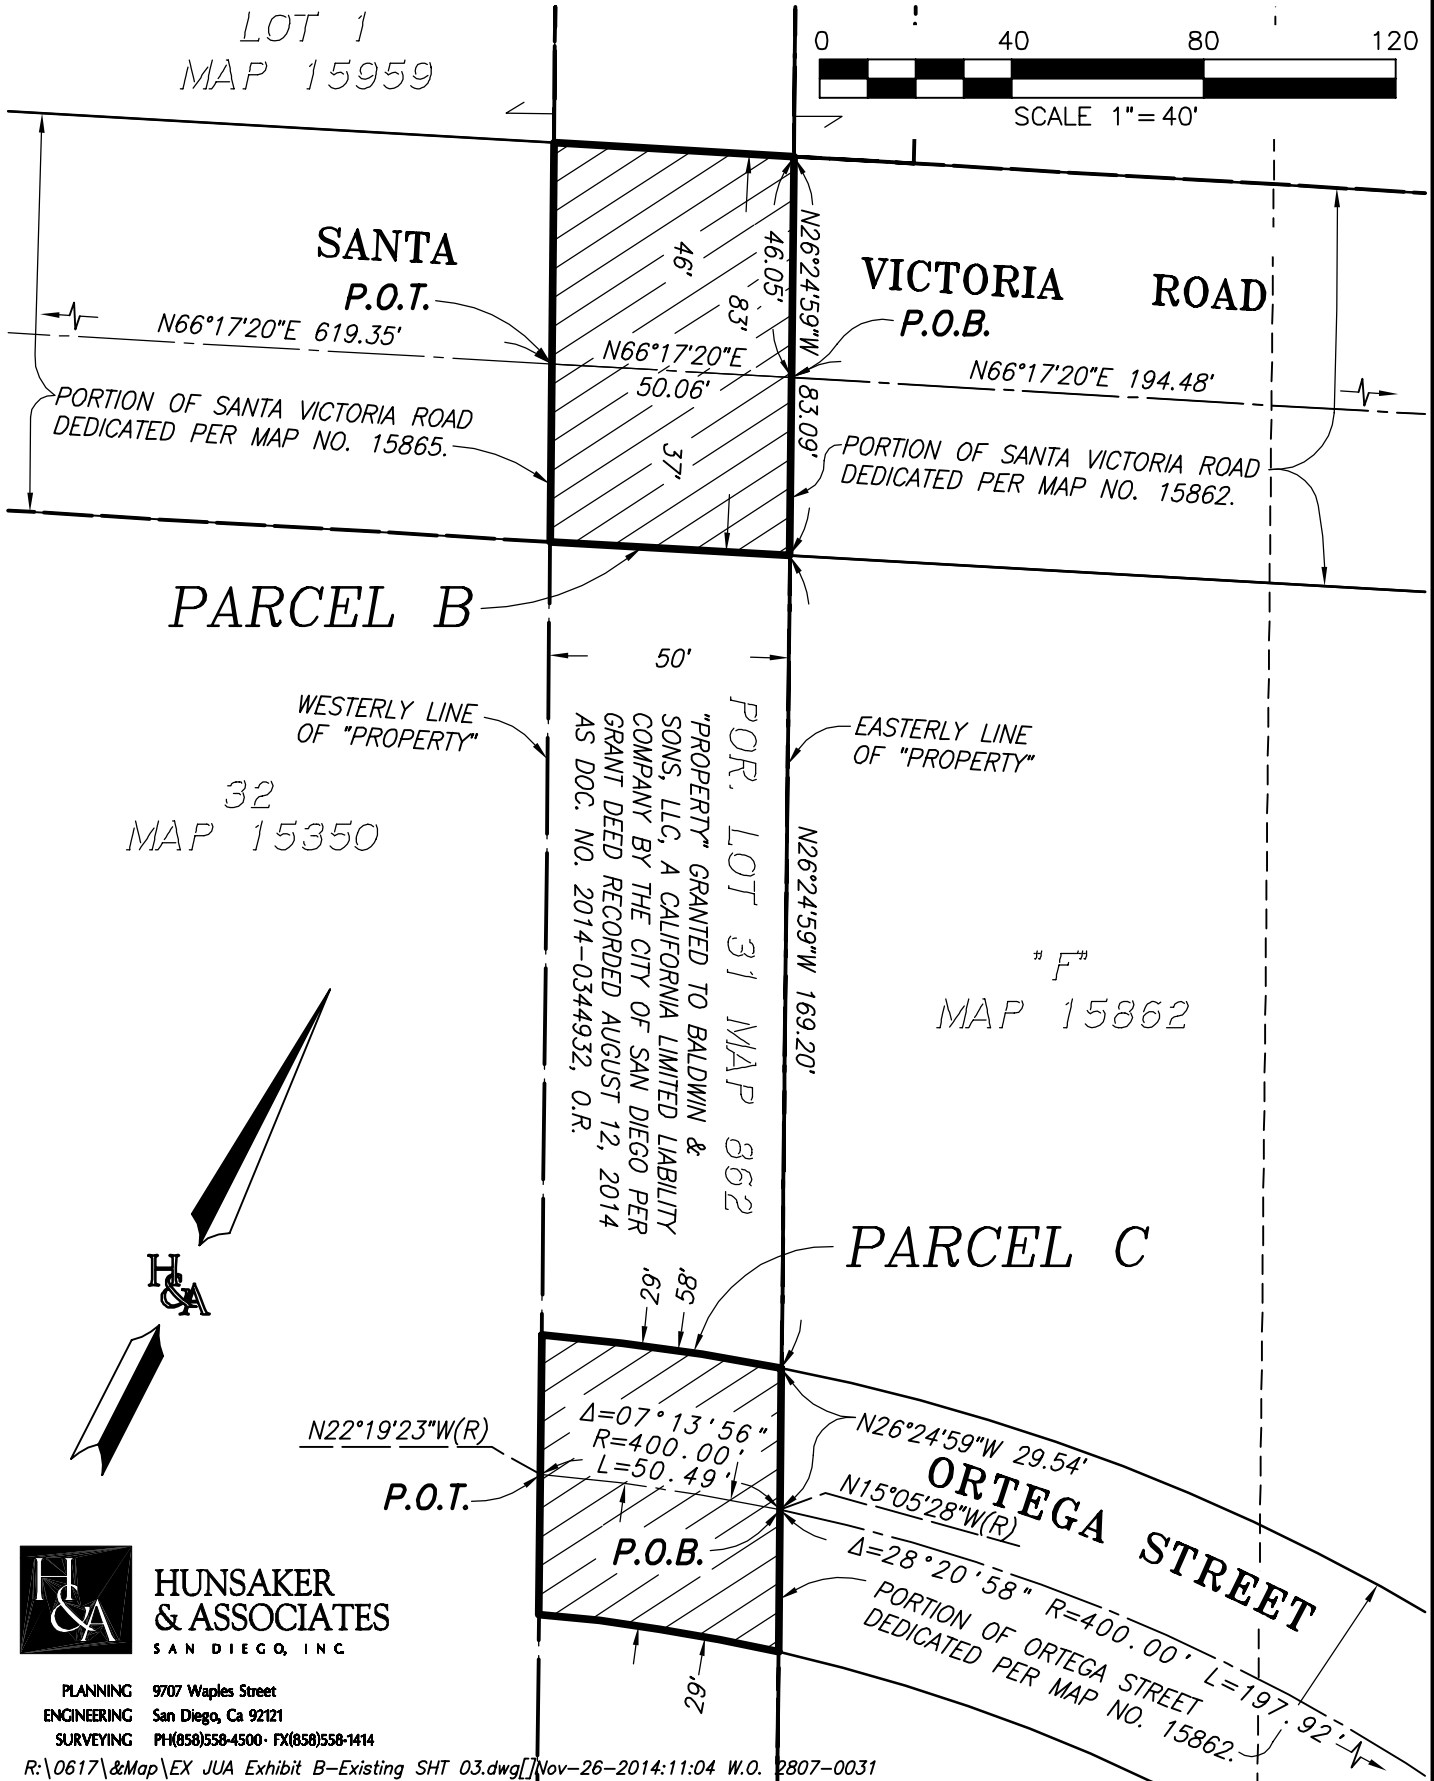 LOT 1
MAP 15959
0 40 80 120
SCALE 1"=40'
SANTA VICTORIA ROAD
P.O.T.
P.O.B.
N66°17'20"E 619.35'
N66°17'20"E
50.06'
N66°17'20"E 194.48'
46'
83'
37'
46.05'
N26°24'59"W 83.09'
PORTION OF SANTA VICTORIA ROAD
DEDICATED PER MAP NO. 15865.
PORTION OF SANTA VICTORIA ROAD
DEDICATED PER MAP NO. 15862.
PARCEL B
50'
WESTERLY LINE
OF "PROPERTY"
EASTERLY LINE
OF "PROPERTY"
32
MAP 15350
POR. LOT 31 MAP 862
"PROPERTY" GRANTED TO BALDWIN &
SONS, LLC, A CALIFORNIA LIMITED LIABILITY
COMPANY BY THE CITY OF SAN DIEGO PER
GRANT DEED RECORDED AUGUST 12, 2014
AS DOC. NO. 2014-0344932, O.R.
N26°24'59"W 169.20'
"F"
MAP 15862
PARCEL C
29'
58'
H&A
N22°19'23"W(R)
P.O.T.
Δ=07°13'56"
R=400.00'
L=50.49'
P.O.B.
N26°24'59"W 29.54'
ORTEGA STREET
N15°05'28"W(R)
Δ=28°20'58" R=400.00' L=197.92'
PORTION OF ORTEGA STREET
DEDICATED PER MAP NO. 15862.
29'
H&A
HUNSAKER
& ASSOCIATES
SAN DIEGO, INC
PLANNING 9707 Waples Street
ENGINEERING San Diego, Ca 92121
SURVEYING PH(858)558-4500· FX(858)558-1414
R:\0617\&Map\EX JUA Exhibit B-Existing SHT 03.dwg[]Nov-26-2014:11:04 W.O. 2807-0031